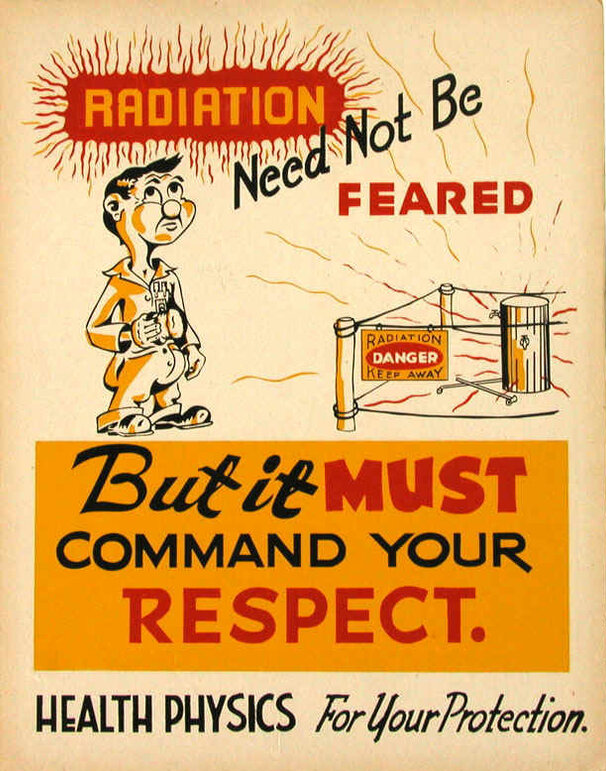 RADIATION
Need Not Be
FEARED
RADIATION
DANGER
KEEP AWAY
But it MUST
COMMAND YOUR
RESPECT.
HEALTH PHYSICS For Your Protection.